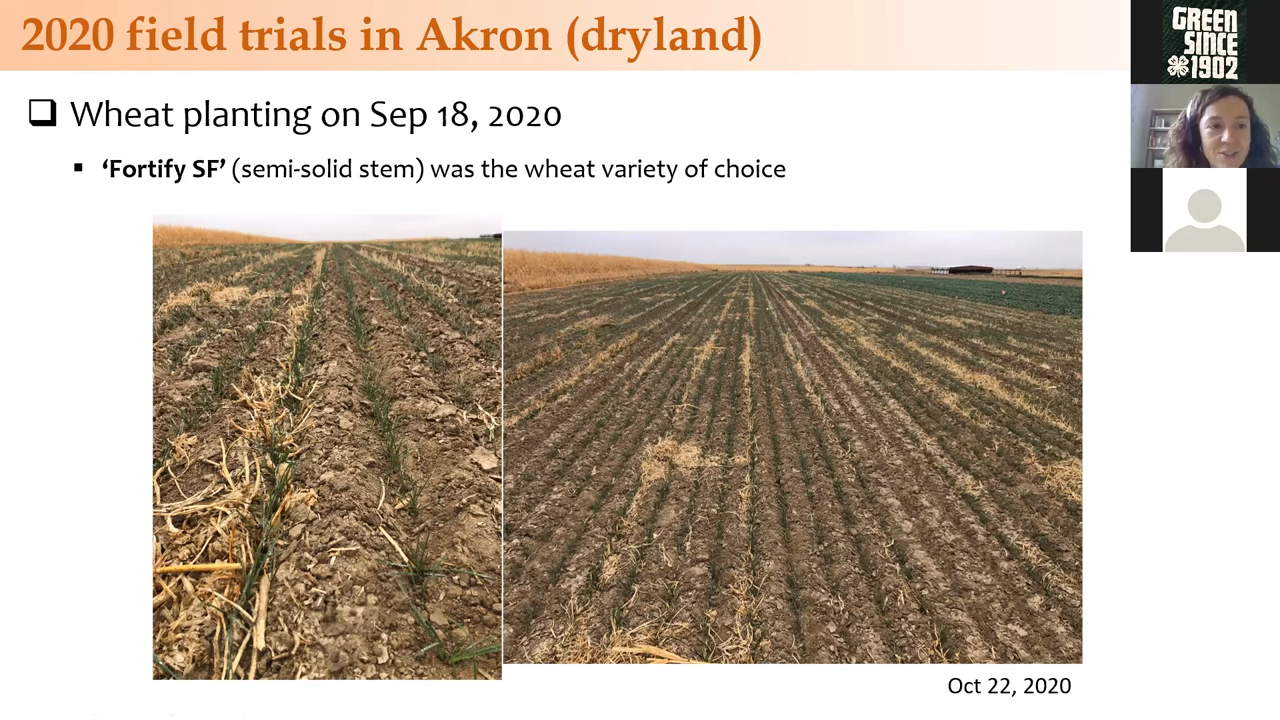 2020 field trials in Akron (dryland)
GREEN
SINCE
1902
❑ Wheat planting on Sep 18, 2020
▪ ‘Fortify SF’ (semi-solid stem) was the wheat variety of choice
Oct 22, 2020